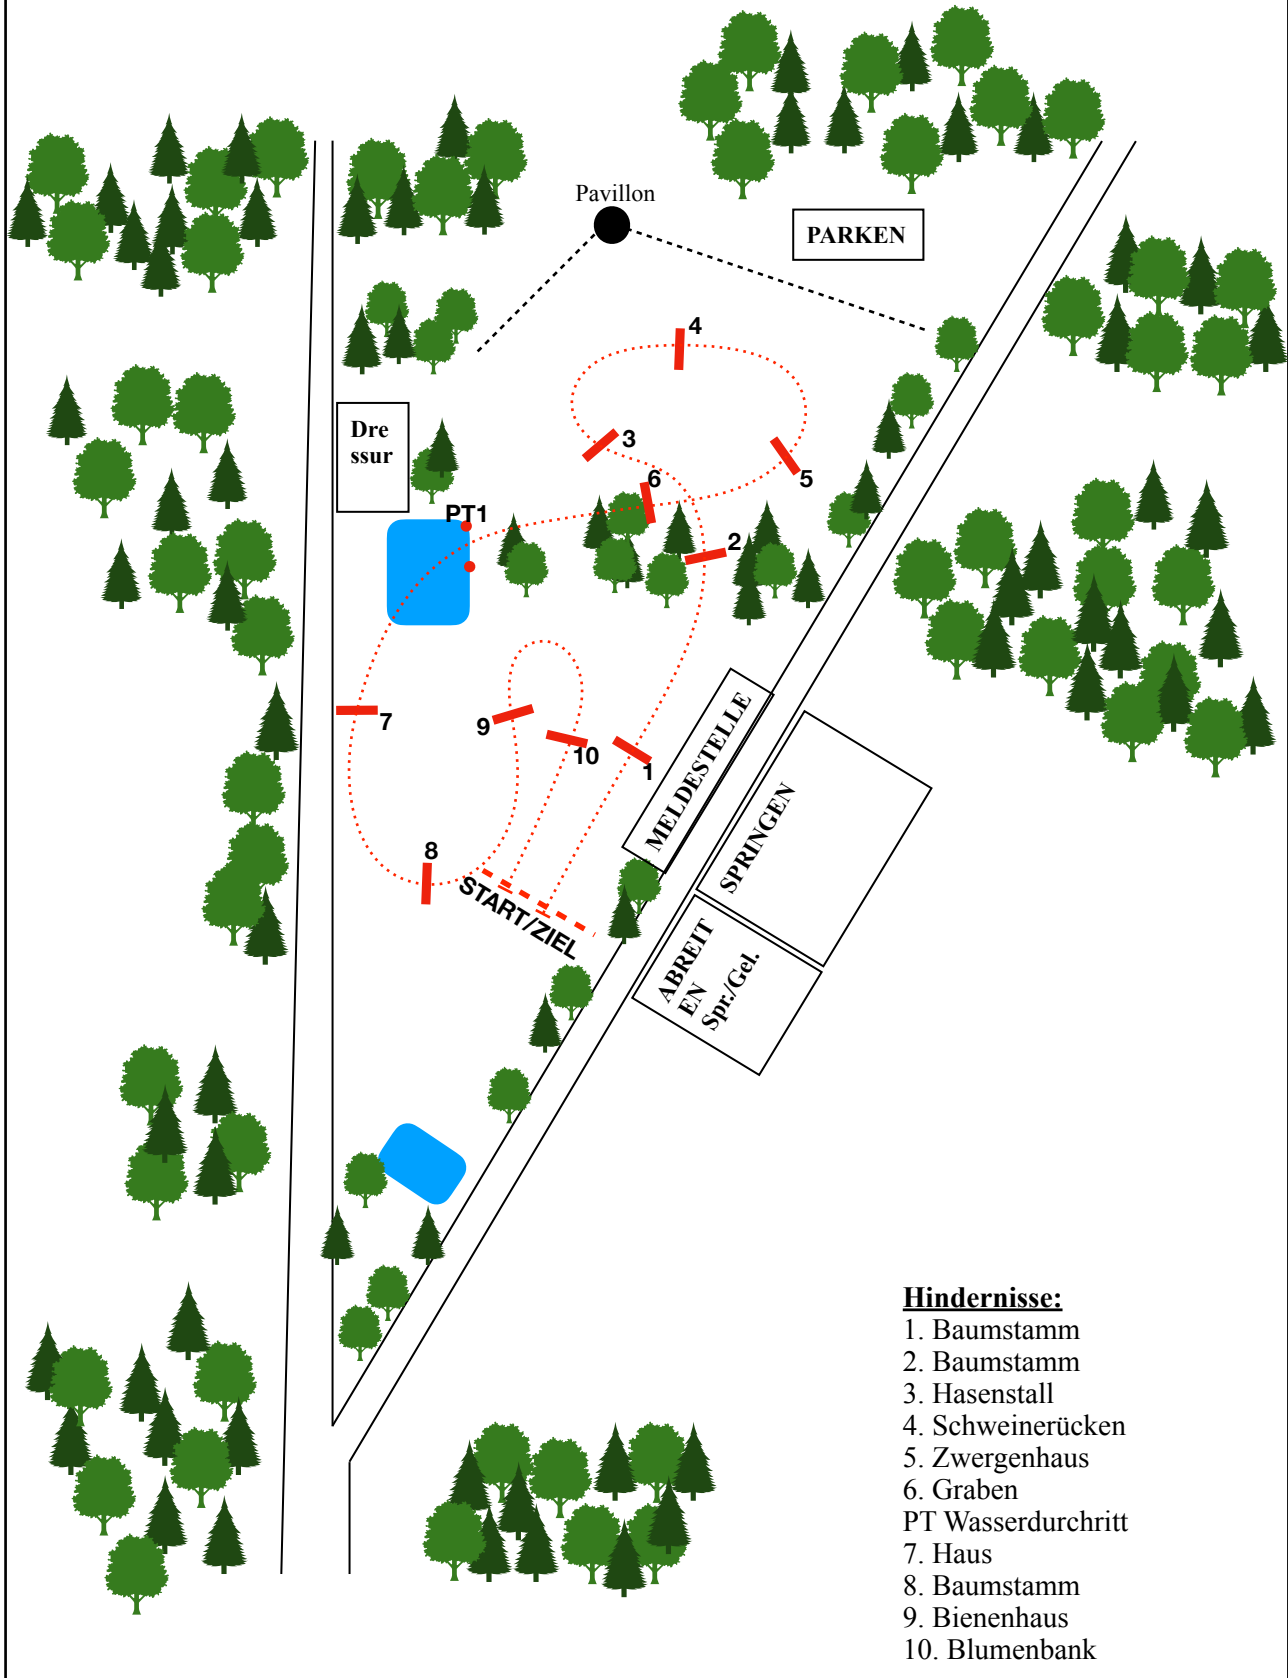 Pavillon
PARKEN
4
Dre
ssur
3
5
6
PT1
2
7
9
10
1
MELDESTELLE
SPRINGEN
8
START/ZIEL
ABREIT
EN
Spr./Gel.
Hindernisse:
1. Baumstamm
2. Baumstamm
3. Hasenstall
4. Schweinerücken
5. Zwergenhaus
6. Graben
PT Wasserdurchritt
7. Haus
8. Baumstamm
9. Bienenhaus
10. Blumenbank